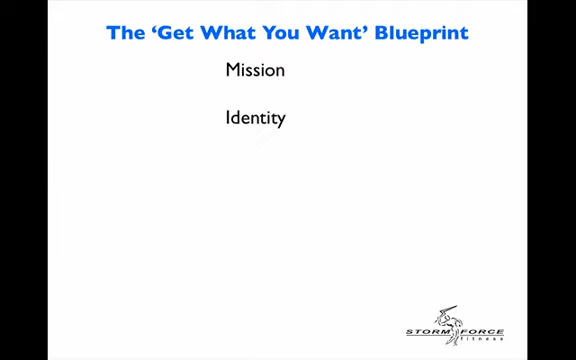 The ‘Get What You Want’ Blueprint
Mission
Identity
STORM FORCE
fitness